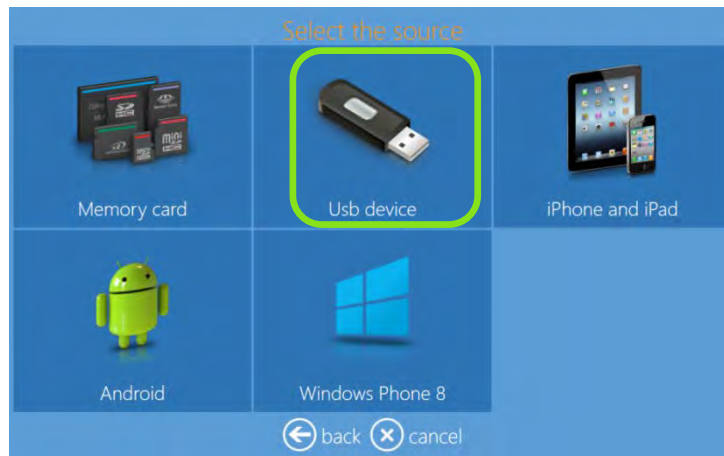 Select the source
Memory card
Usb device
iPhone and iPad
Android
Windows Phone 8
back
cancel